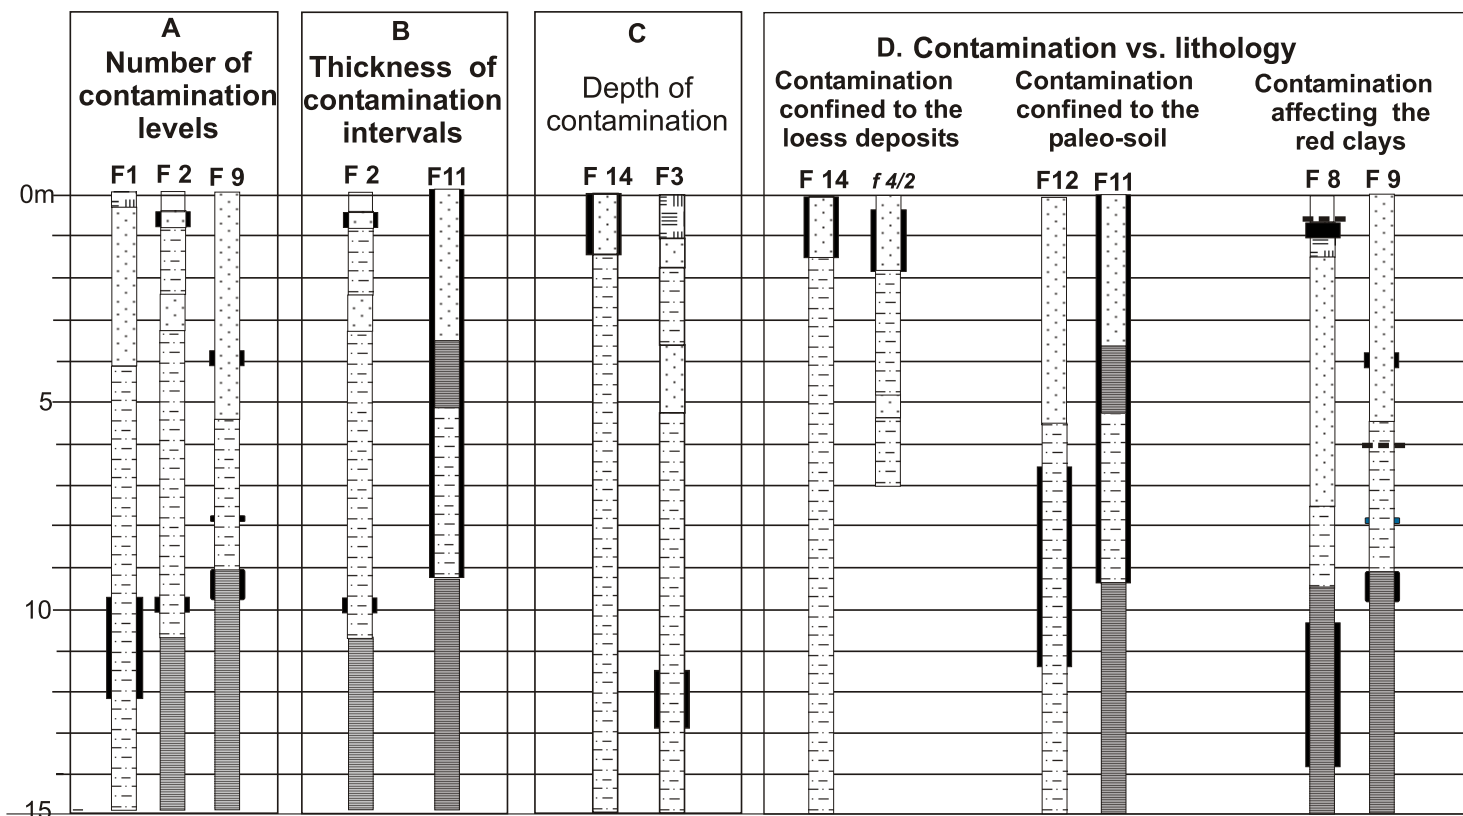 A
Number of
contamination
levels
F1 F 2 F 9
B
Thickness of
contamination
intervals
F 2 F11
C
Depth of
contamination
F 14 F3
D. Contamination vs. lithology
Contamination
confined to the
loess deposits
F 14 f 4/2
Contamination
confined to the
paleo-soil
F12 F11
Contamination
affecting the
red clays
F 8 F 9
0m
5
10
15